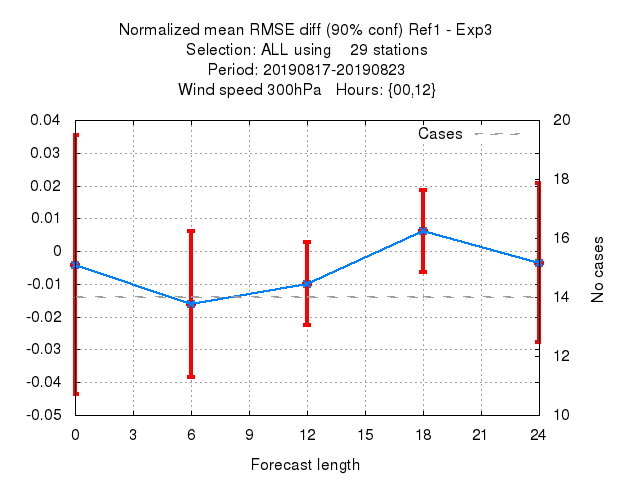 Normalized mean RMSE diff (90% conf) Ref1 - Exp3
Selection: ALL using    29 stations
Period: 20190817-20190823
Wind speed 300hPa   Hours: {00,12}
Cases
0.04
0.03
0.02
0.01
0
-0.01
-0.02
-0.03
-0.04
-0.05
20
18
16
14
12
10
No cases
0 3 6 9 12 15 18 21 24
Forecast length